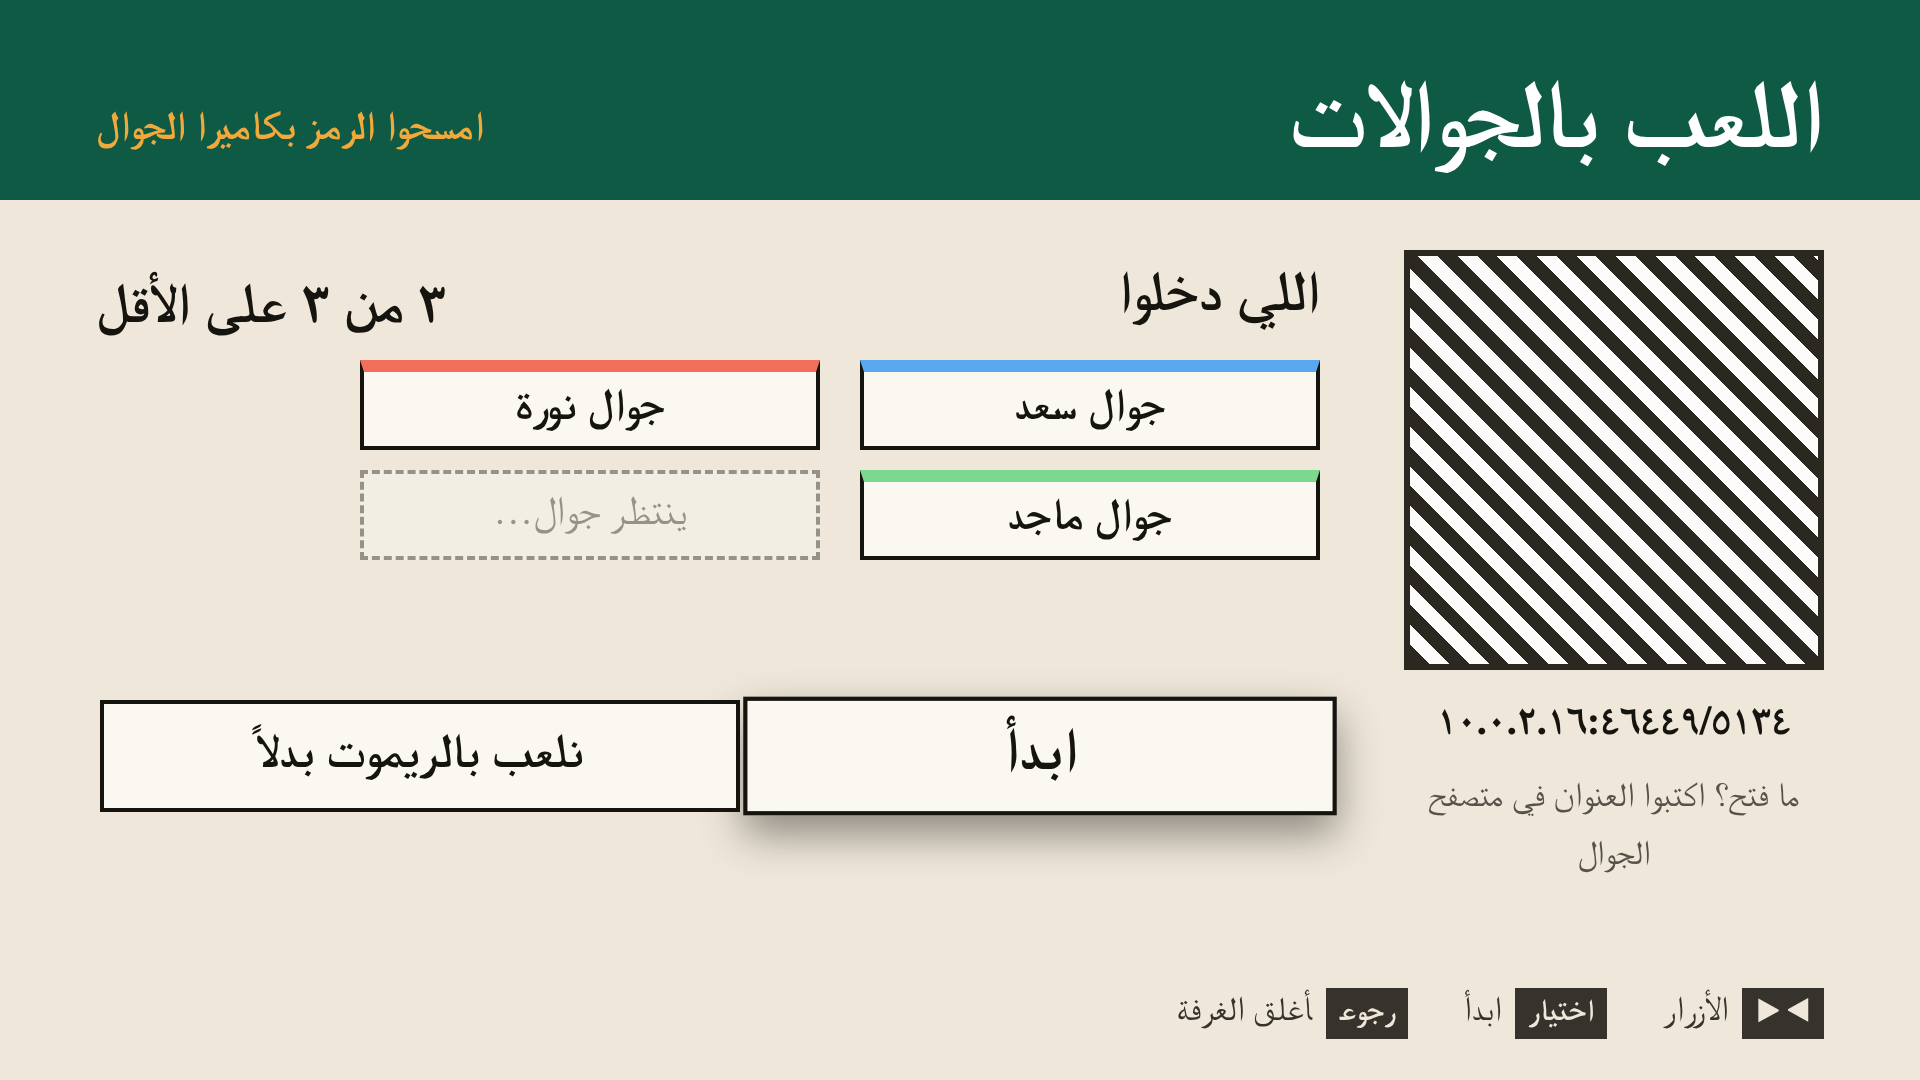 اللعب بالجوالات
امسحوا الرمز بكاميرا الجوال
اللي دخلوا
٣ من ٣ على الأقل
جوال سعد
جوال نورة
جوال ماجد
ينتظر جوال...
ابدأ
نلعب بالريموت بدلاً
١٠.٠.٢.١٦:٤٦٤٤٩/٥١٣٤
ما فتح؟ اكتبوا العنوان في متصفح
الجوال
◀ ▶ الأزرار
اختيار ابدأ
رجوع أغلق الغرفة